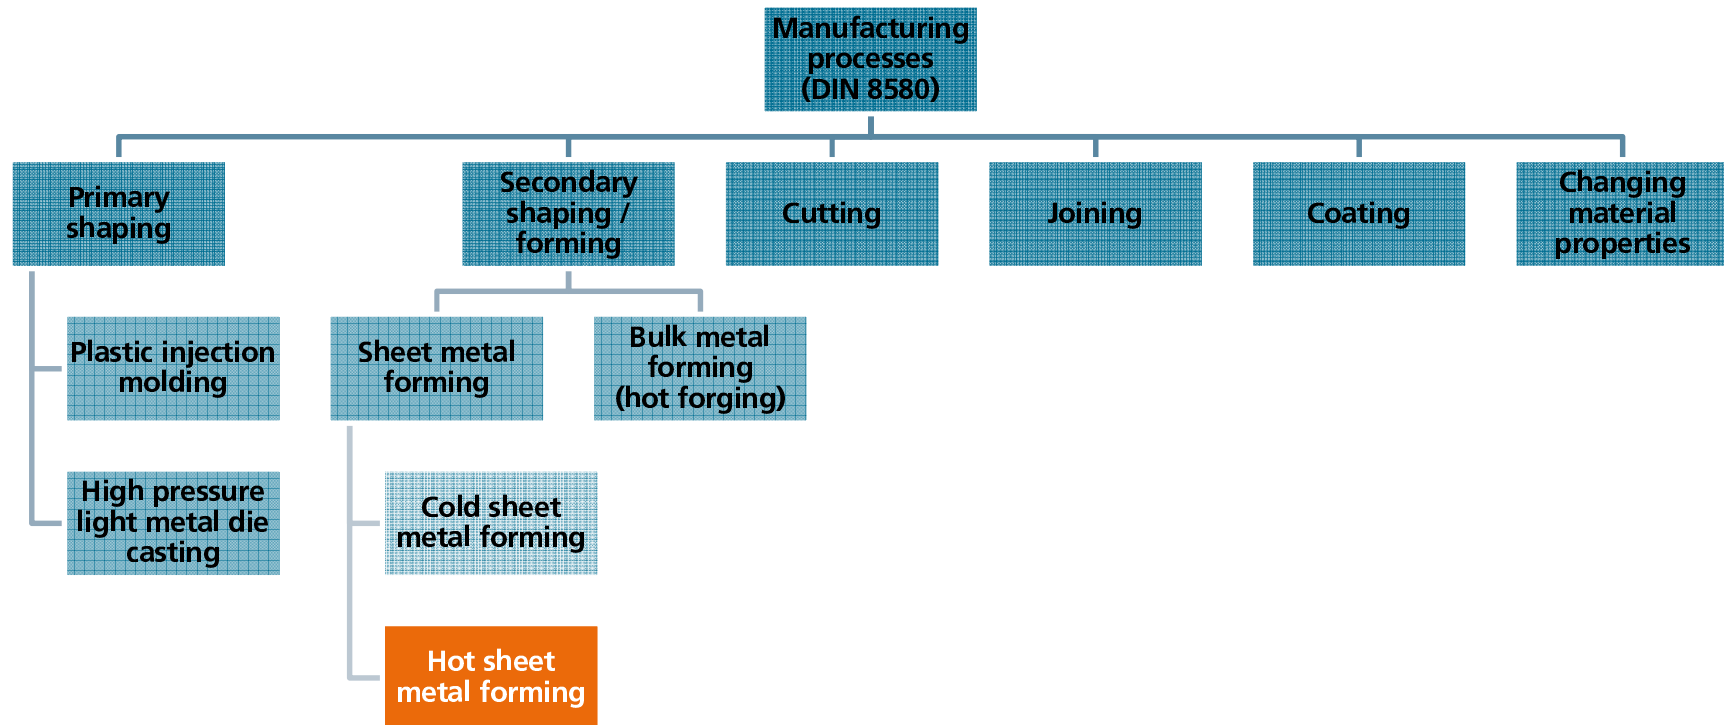 Manufacturing
processes
(DIN 8580)
Primary
shaping
Secondary
shaping /
forming
Cutting
Joining
Coating
Changing
material
properties
Plastic injection
molding
Sheet metal
forming
Bulk metal
forming
(hot forging)
High pressure
light metal die
casting
Cold sheet
metal forming
Hot sheet
metal forming